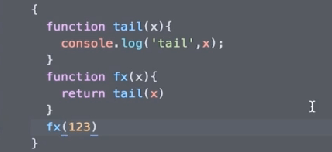 {
function tail(x){
console.log('tail',x);
}
function fx(x){
return tail(x)
}
fx(123)
}